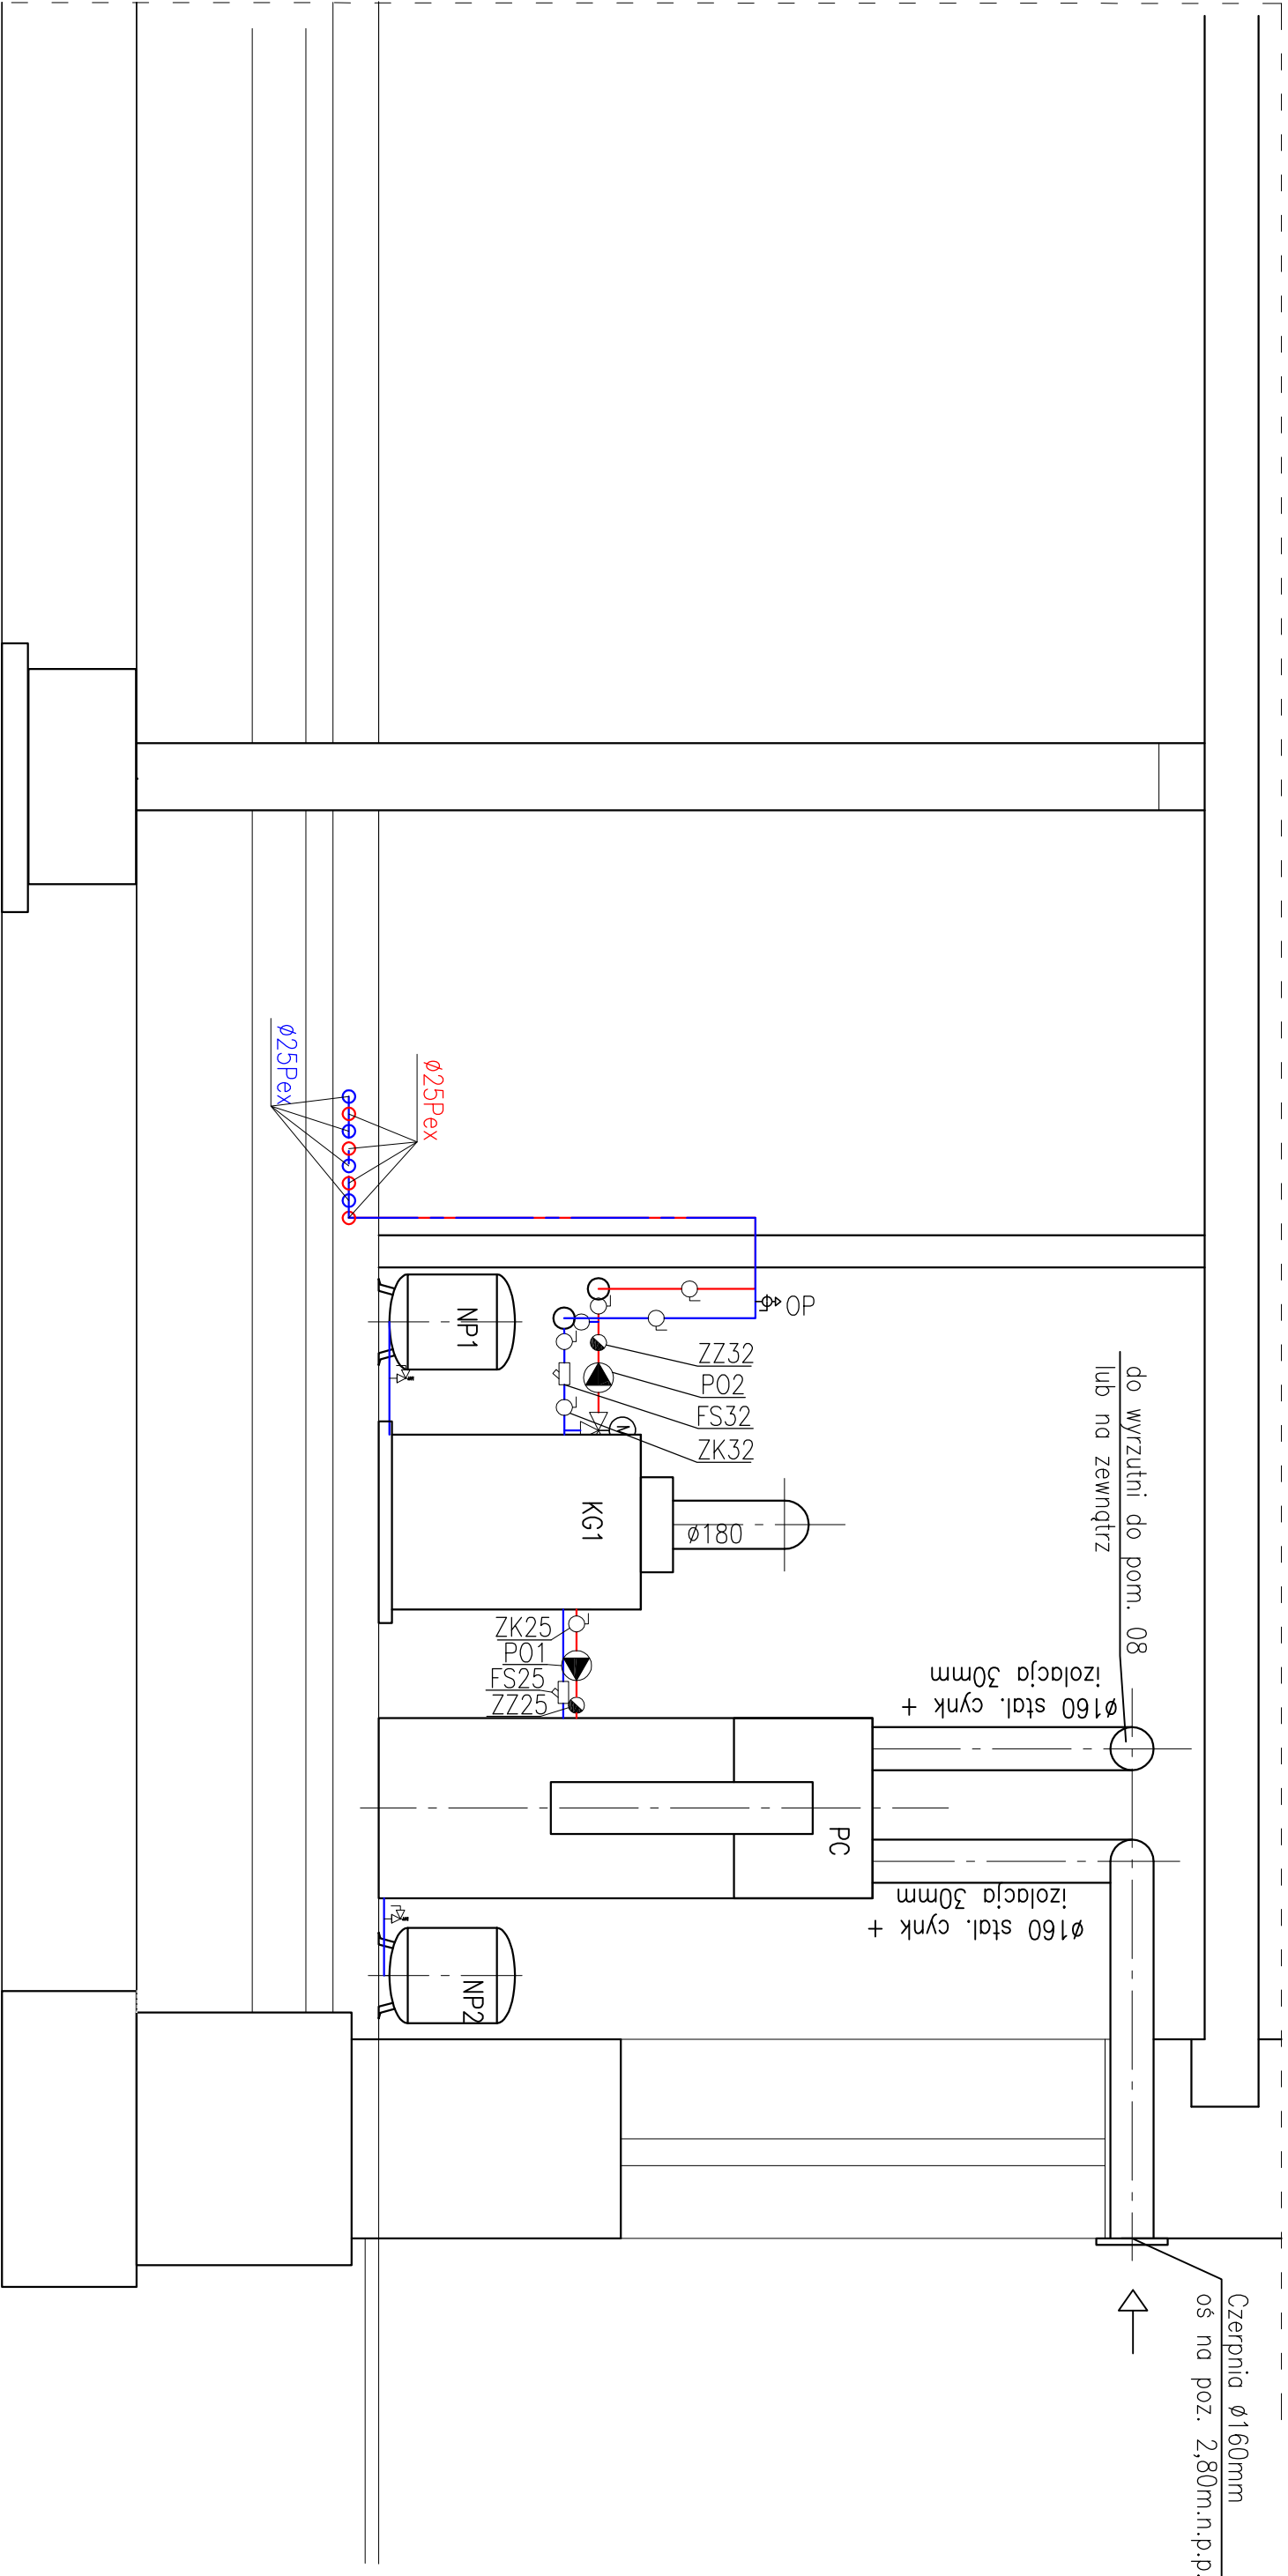 Czerpnia ø160mm
oś na poz. 2,80m.n.p.p.
do wyrzutni do pom. 08
lub na zewnątrz
ø160 stal. cynk +
izolacja 30mm
ø160 stal. cynk +
izolacja 30mm
PC
OP
ZZ32
PO2
FS32
ZK32
M
ø180
KG1
ZK25
PO1
FS25
ZZ25
NP1
NP2
ø25Pex
ø25Pex